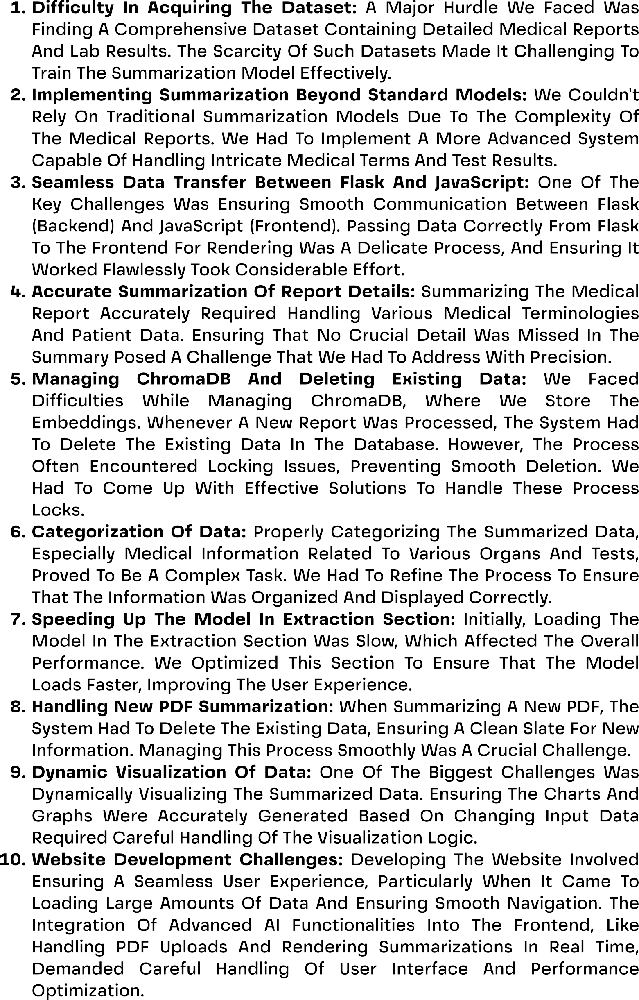 1. Difficulty In Acquiring The Dataset: A Major Hurdle We Faced Was
Finding A Comprehensive Dataset Containing Detailed Medical Reports
And Lab Results. The Scarcity Of Such Datasets Made It Challenging To
Train The Summarization Model Effectively.
2. Implementing Summarization Beyond Standard Models: We Couldn't
Rely On Traditional Summarization Models Due To The Complexity Of
The Medical Reports. We Had To Implement A More Advanced System
Capable Of Handling Intricate Medical Terms And Test Results.
3. Seamless Data Transfer Between Flask And JavaScript: One Of The
Key Challenges Was Ensuring Smooth Communication Between Flask
(Backend) And JavaScript (Frontend). Passing Data Correctly From Flask
To The Frontend For Rendering Was A Delicate Process, And Ensuring It
Worked Flawlessly Took Considerable Effort.
4. Accurate Summarization Of Report Details: Summarizing The Medical
Report Accurately Required Handling Various Medical Terminologies
And Patient Data. Ensuring That No Crucial Detail Was Missed In The
Summary Posed A Challenge That We Had To Address With Precision.
5. Managing ChromaDB And Deleting Existing Data: We Faced
Difficulties While Managing ChromaDB, Where We Store The
Embeddings. Whenever A New Report Was Processed, The System Had
To Delete The Existing Data In The Database. However, The Process
Often Encountered Locking Issues, Preventing Smooth Deletion. We
Had To Come Up With Effective Solutions To Handle These Process
Locks.
6. Categorization Of Data: Properly Categorizing The Summarized Data,
Especially Medical Information Related To Various Organs And Tests,
Proved To Be A Complex Task. We Had To Refine The Process To Ensure
That The Information Was Organized And Displayed Correctly.
7. Speeding Up The Model In Extraction Section: Initially, Loading The
Model In The Extraction Section Was Slow, Which Affected The Overall
Performance. We Optimized This Section To Ensure That The Model
Loads Faster, Improving The User Experience.
8. Handling New PDF Summarization: When Summarizing A New PDF, The
System Had To Delete The Existing Data, Ensuring A Clean Slate For New
Information. Managing This Process Smoothly Was A Crucial Challenge.
9. Dynamic Visualization Of Data: One Of The Biggest Challenges Was
Dynamically Visualizing The Summarized Data. Ensuring The Charts And
Graphs Were Accurately Generated Based On Changing Input Data
Required Careful Handling Of The Visualization Logic.
10. Website Development Challenges: Developing The Website Involved
Ensuring A Seamless User Experience, Particularly When It Came To
Loading Large Amounts Of Data And Ensuring Smooth Navigation. The
Integration Of Advanced AI Functionalities Into The Frontend, Like
Handling PDF Uploads And Rendering Summarizations In Real Time,
Demanded Careful Handling Of User Interface And Performance
Optimization.